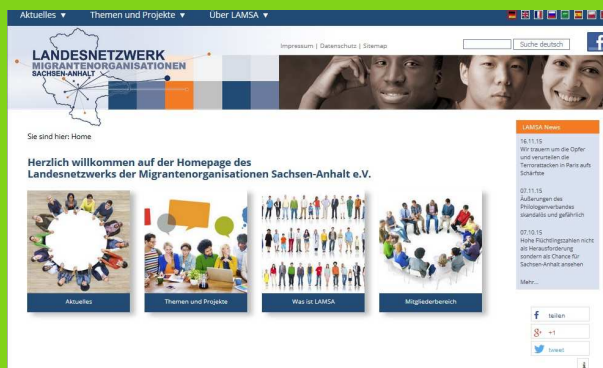 Aktuelles ▼ Themen und Projekte ▼ Über LAMSA ▼
LANDESNETZWERK
MIGRANTENORGANISATIONEN
SACHSEN-ANHALT
Impressum | Datenschutz | Sitemap
Suche deutsch
Sie sind hier: Home
Herzlich willkommen auf der Homepage des
Landesnetzwerks der Migrantenorganisationen Sachsen-Anhalt e.V.
Aktuelles
Themen und Projekte
Was ist LAMSA
Mitgliederbereich
LAMSA News
16.11.15
Wir trauern um die Opfer
und verurteilen die
Terrorattacken in Paris aufs
Schärfste
07.11.15
Äußerungen des
Philologenverbandes
skandalös und gefährlich
07.10.15
Hohe Flüchtlingszahlen nicht
als Herausforderung
sondern als Chance für
Sachsen-Anhalt ansehen
Mehr...
f teilen
8+ +1
tweet
i